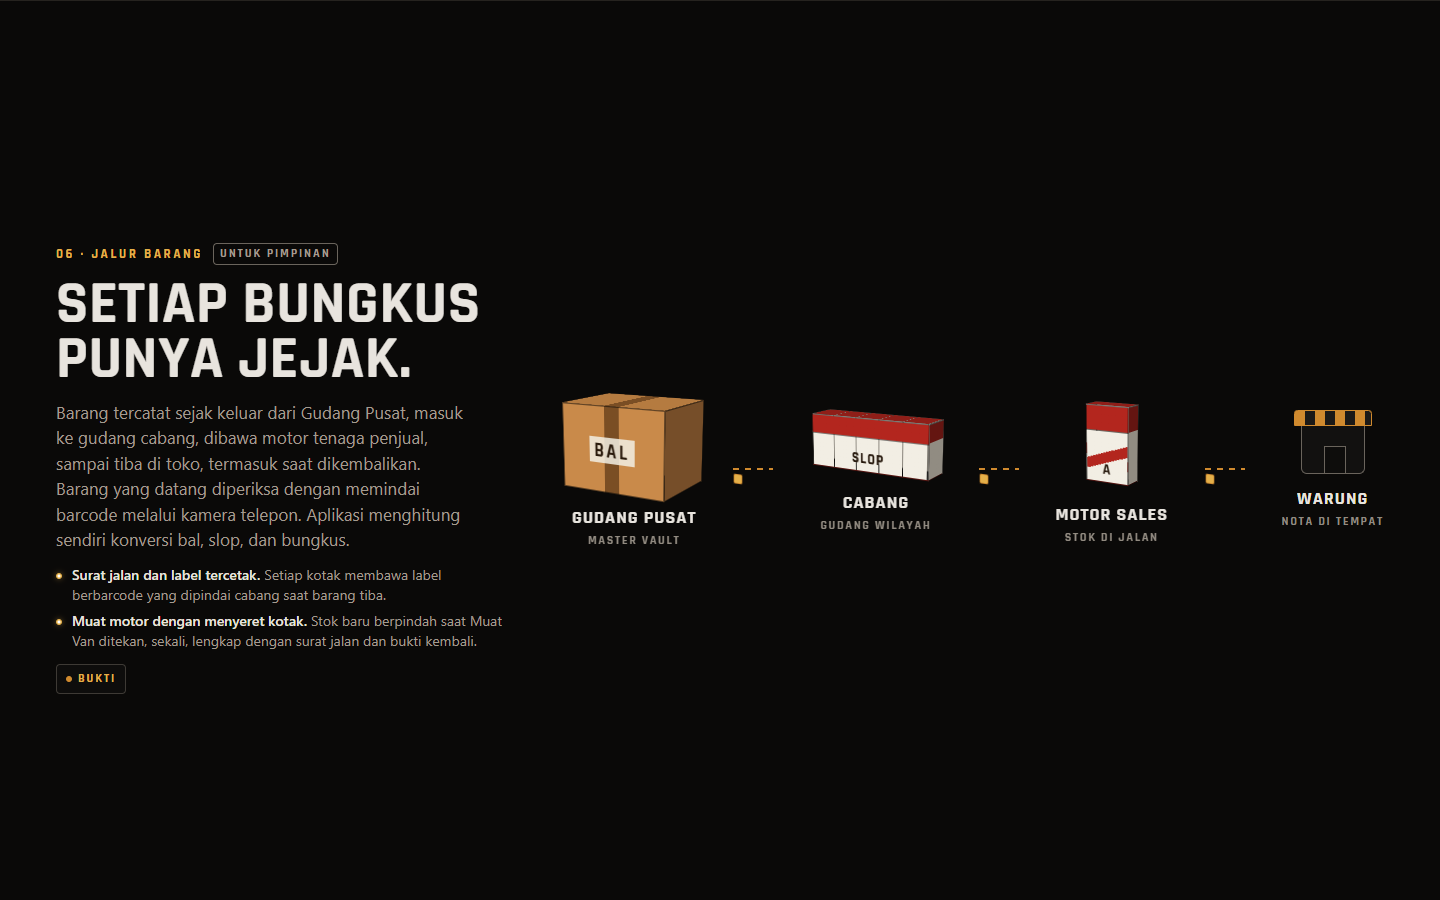 06 · JALUR BARANG UNTUK PIMPINAN
SETIAP BUNGKUS
PUNYA JEJAK.
Barang tercatat sejak keluar dari Gudang Pusat, masuk
ke gudang cabang, dibawa motor tenaga penjual,
sampai tiba di toko, termasuk saat dikembalikan.
Barang yang datang diperiksa dengan memindai
barcode melalui kamera telepon. Aplikasi menghitung
sendiri konversi bal, slop, dan bungkus.
Surat jalan dan label tercetak. Setiap kotak membawa label
berbarcode yang dipindai cabang saat barang tiba.
Muat motor dengan menyeret kotak. Stok baru berpindah saat Muat
Van ditekan, sekali, lengkap dengan surat jalan dan bukti kembali.
BUKTI
BAL
GUDANG PUSAT
MASTER VAULT
SLOP
CABANG
GUDANG WILAYAH
A
MOTOR SALES
STOK DI JALAN
WARUNG
NOTA DI TEMPAT